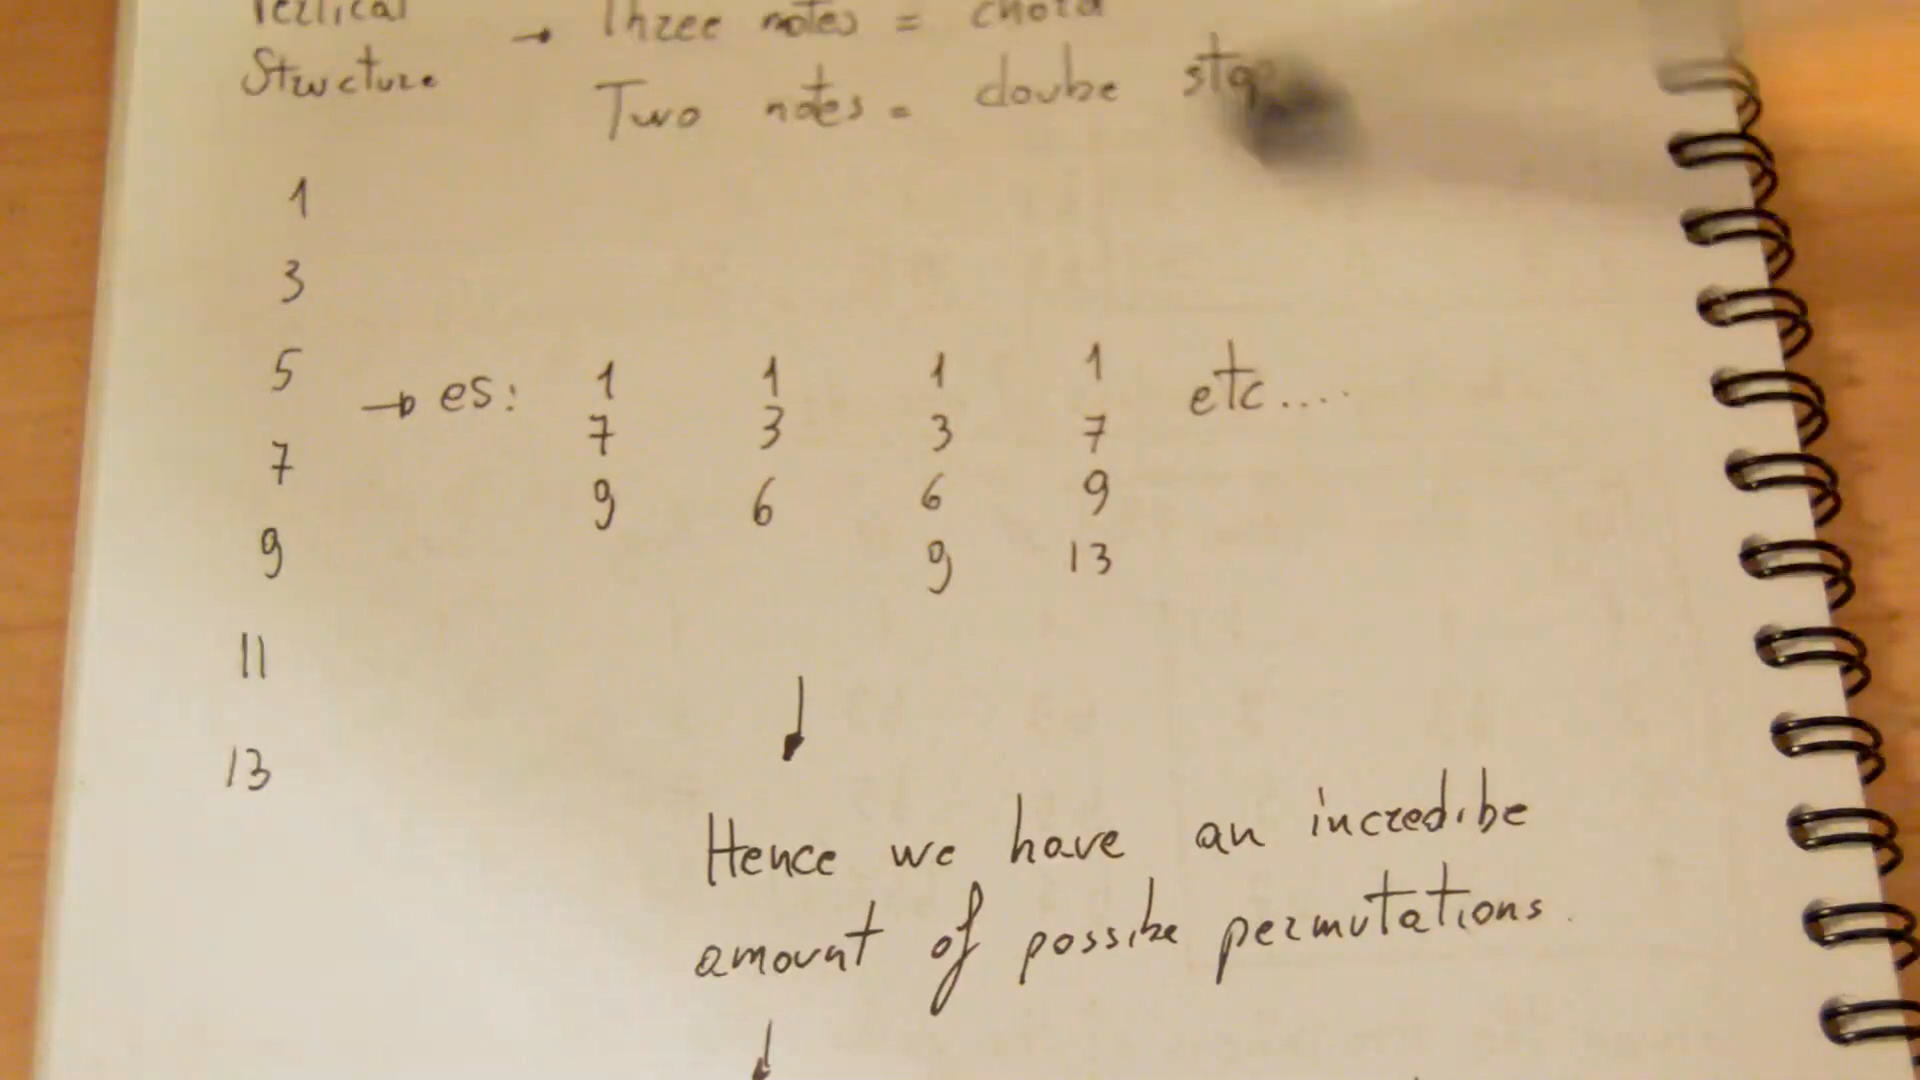 Vertical
Structure
→ Three notes = chord
Two notes = doube stop
1
3
5
7
9
11
13
→ es:
1 1 1 1 etc....
7 3 3 7
9 6 6 9
9 13
Hence we have an incredibe
amount of possibe permutations.